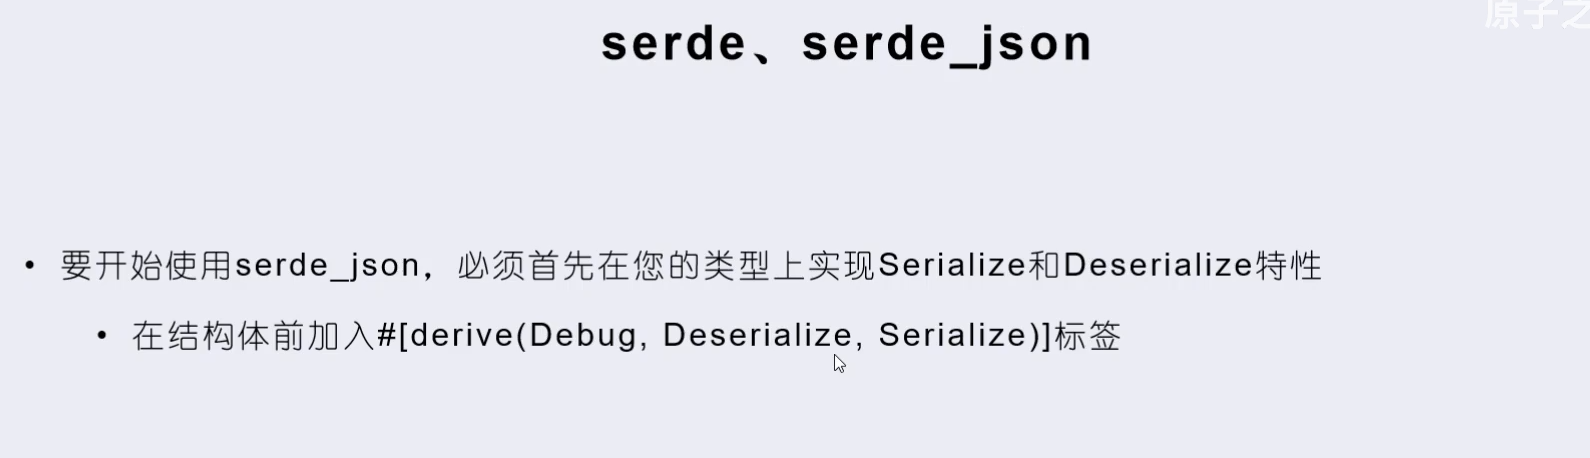 原子之
serde、serde_json
• 要开始使用serde_json，必须首先在您的类型上实现Serialize和Deserialize特性
• 在结构体前加入#[derive(Debug, Deserialize, Serialize)]标签